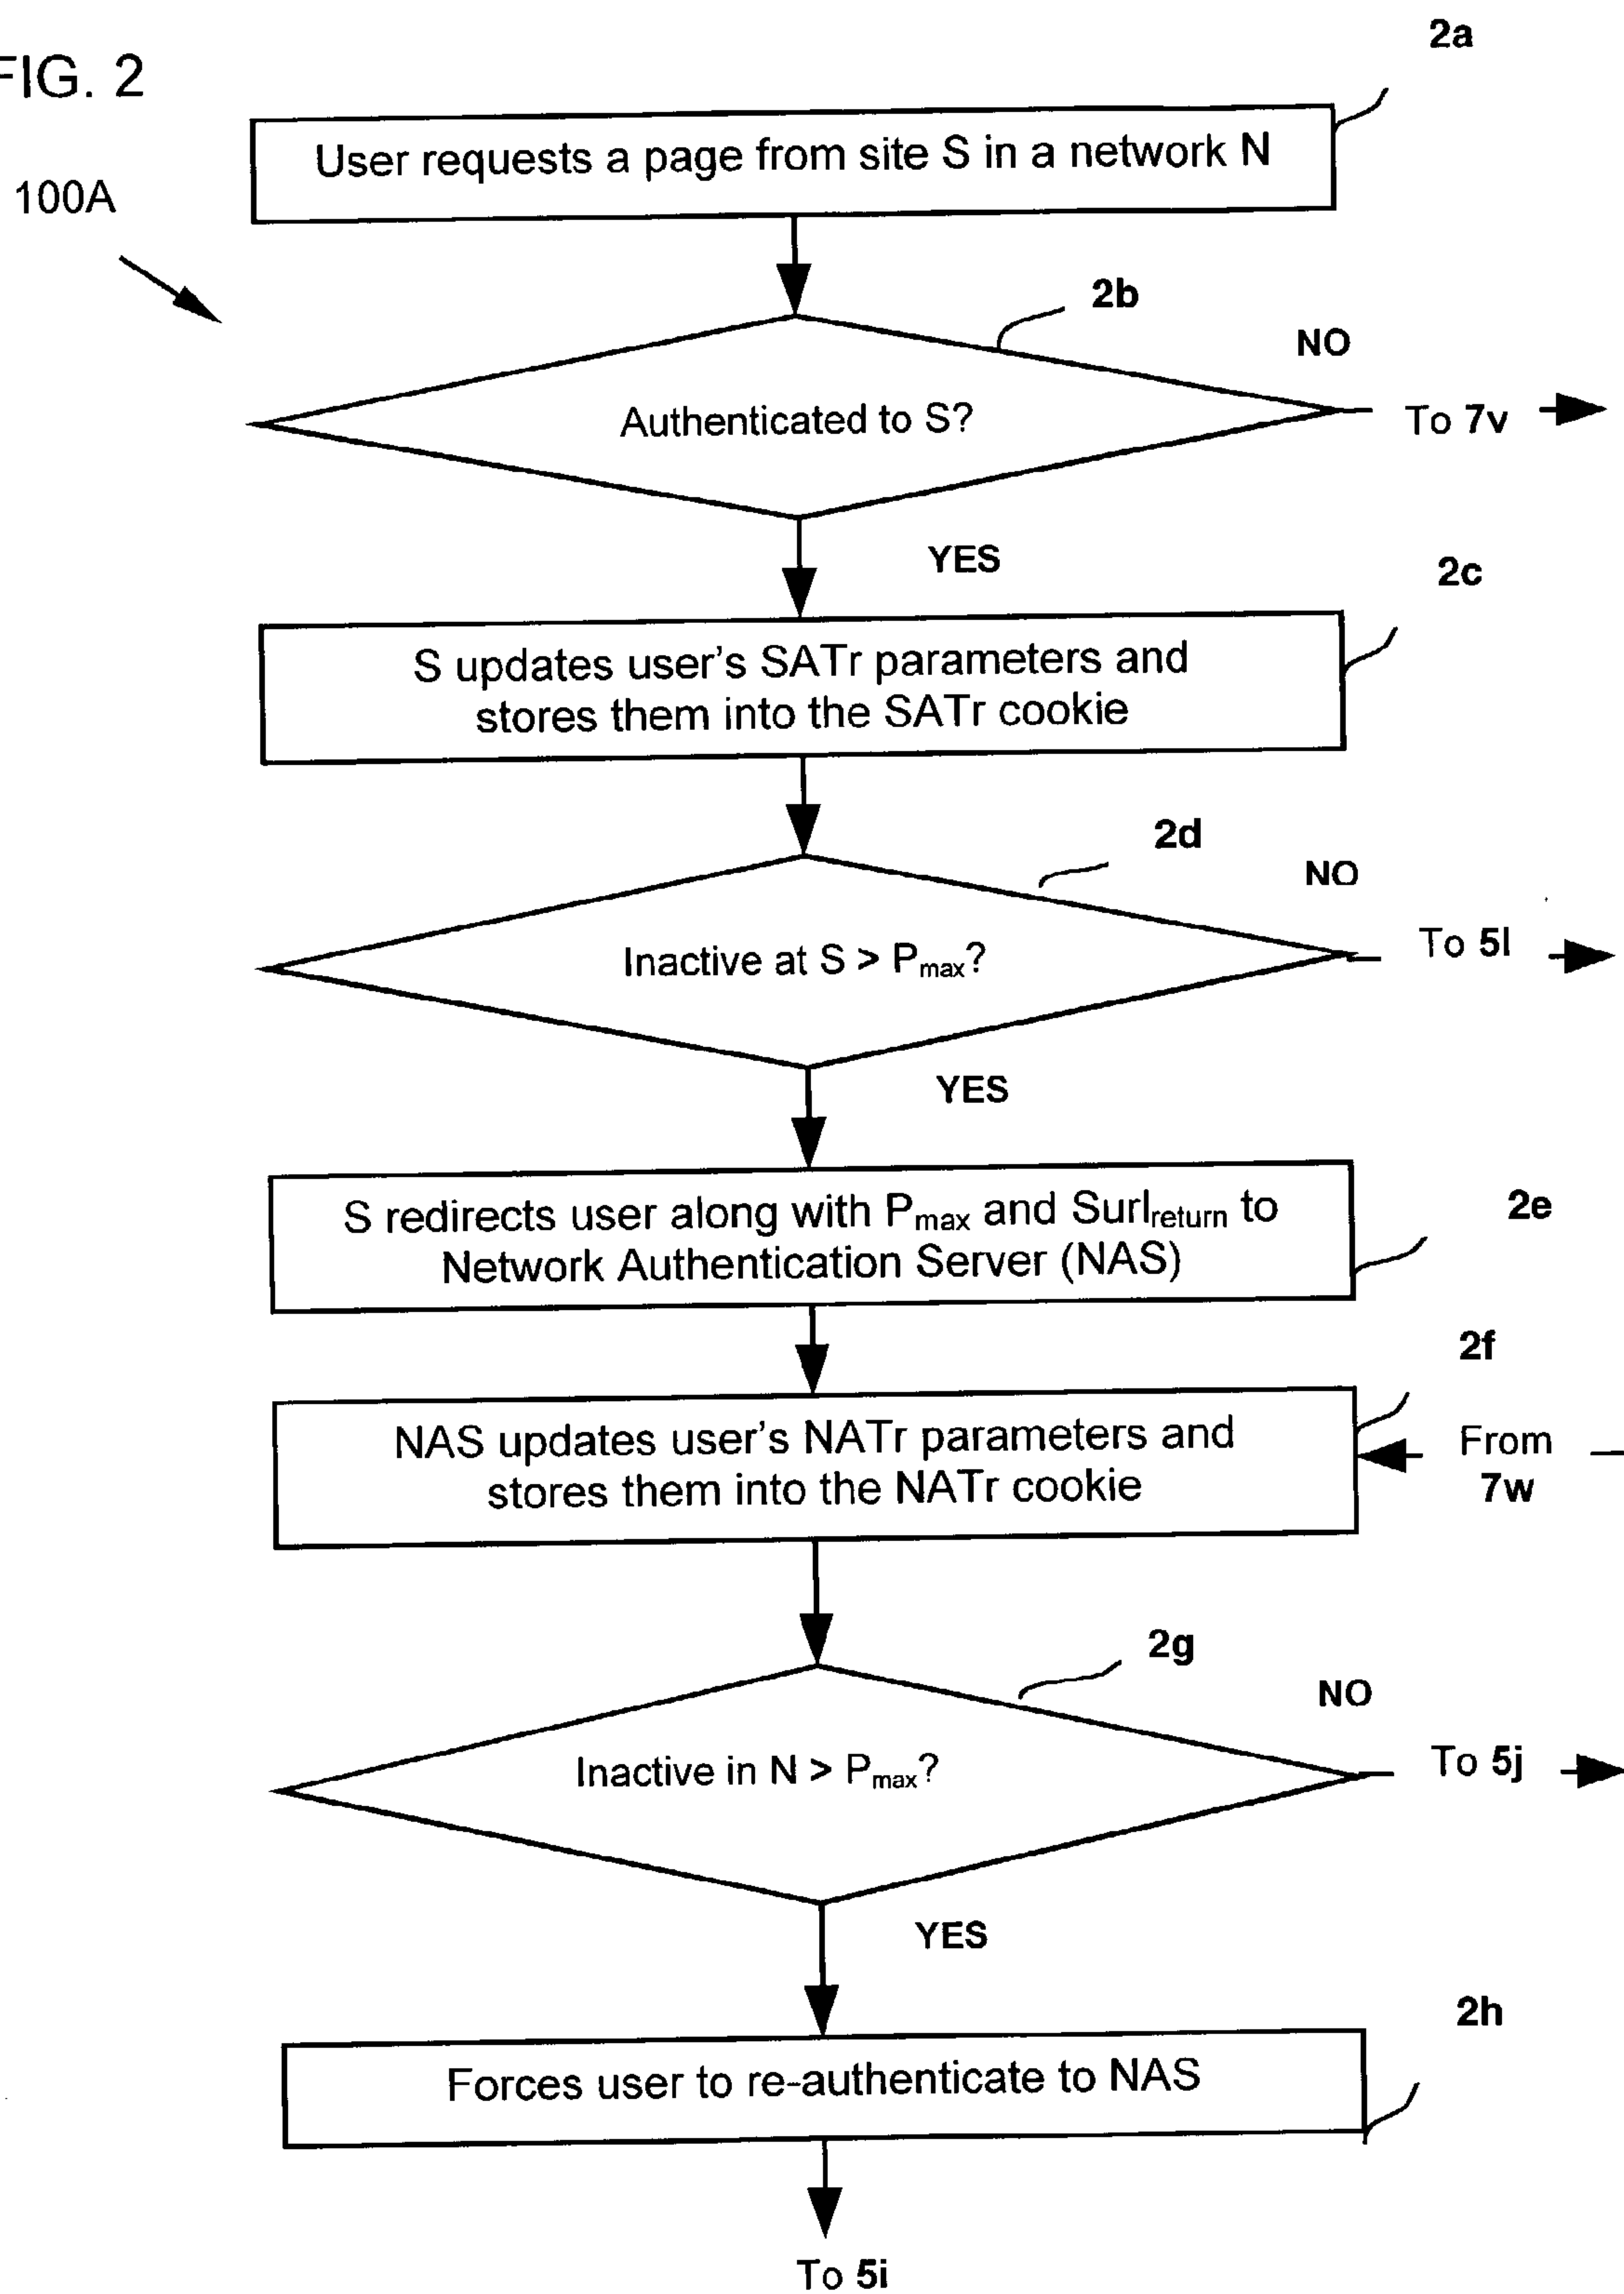 2a
FIG. 2
User requests a page from site S in a network N
100A
2b
NO
Authenticated to S?
To 7v
YES
2c
S updates user's SATr parameters and
stores them into the SATr cookie
2d
NO
Inactive at S > Pmax?
To 5l
YES
S redirects user along with Pmax and Surlreturn to
Network Authentication Server (NAS)
2e
2f
NAS updates user's NATr parameters and
stores them into the NATr cookie
From
7w
2g
NO
Inactive in N > Pmax?
To 5j
YES
2h
Forces user to re-authenticate to NAS
To 5i